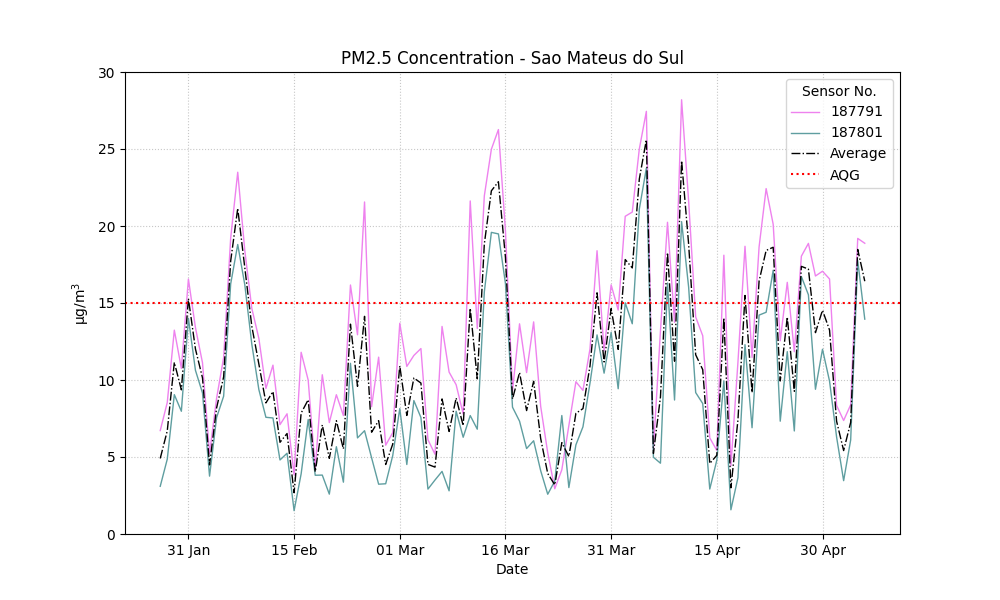 PM2.5 Concentration - Sao Mateus do Sul
µg/m³
30
25
20
15
10
5
0
31 Jan
15 Feb
01 Mar
16 Mar
31 Mar
15 Apr
30 Apr
Date
Sensor No.
187791
187801
Average
AQG